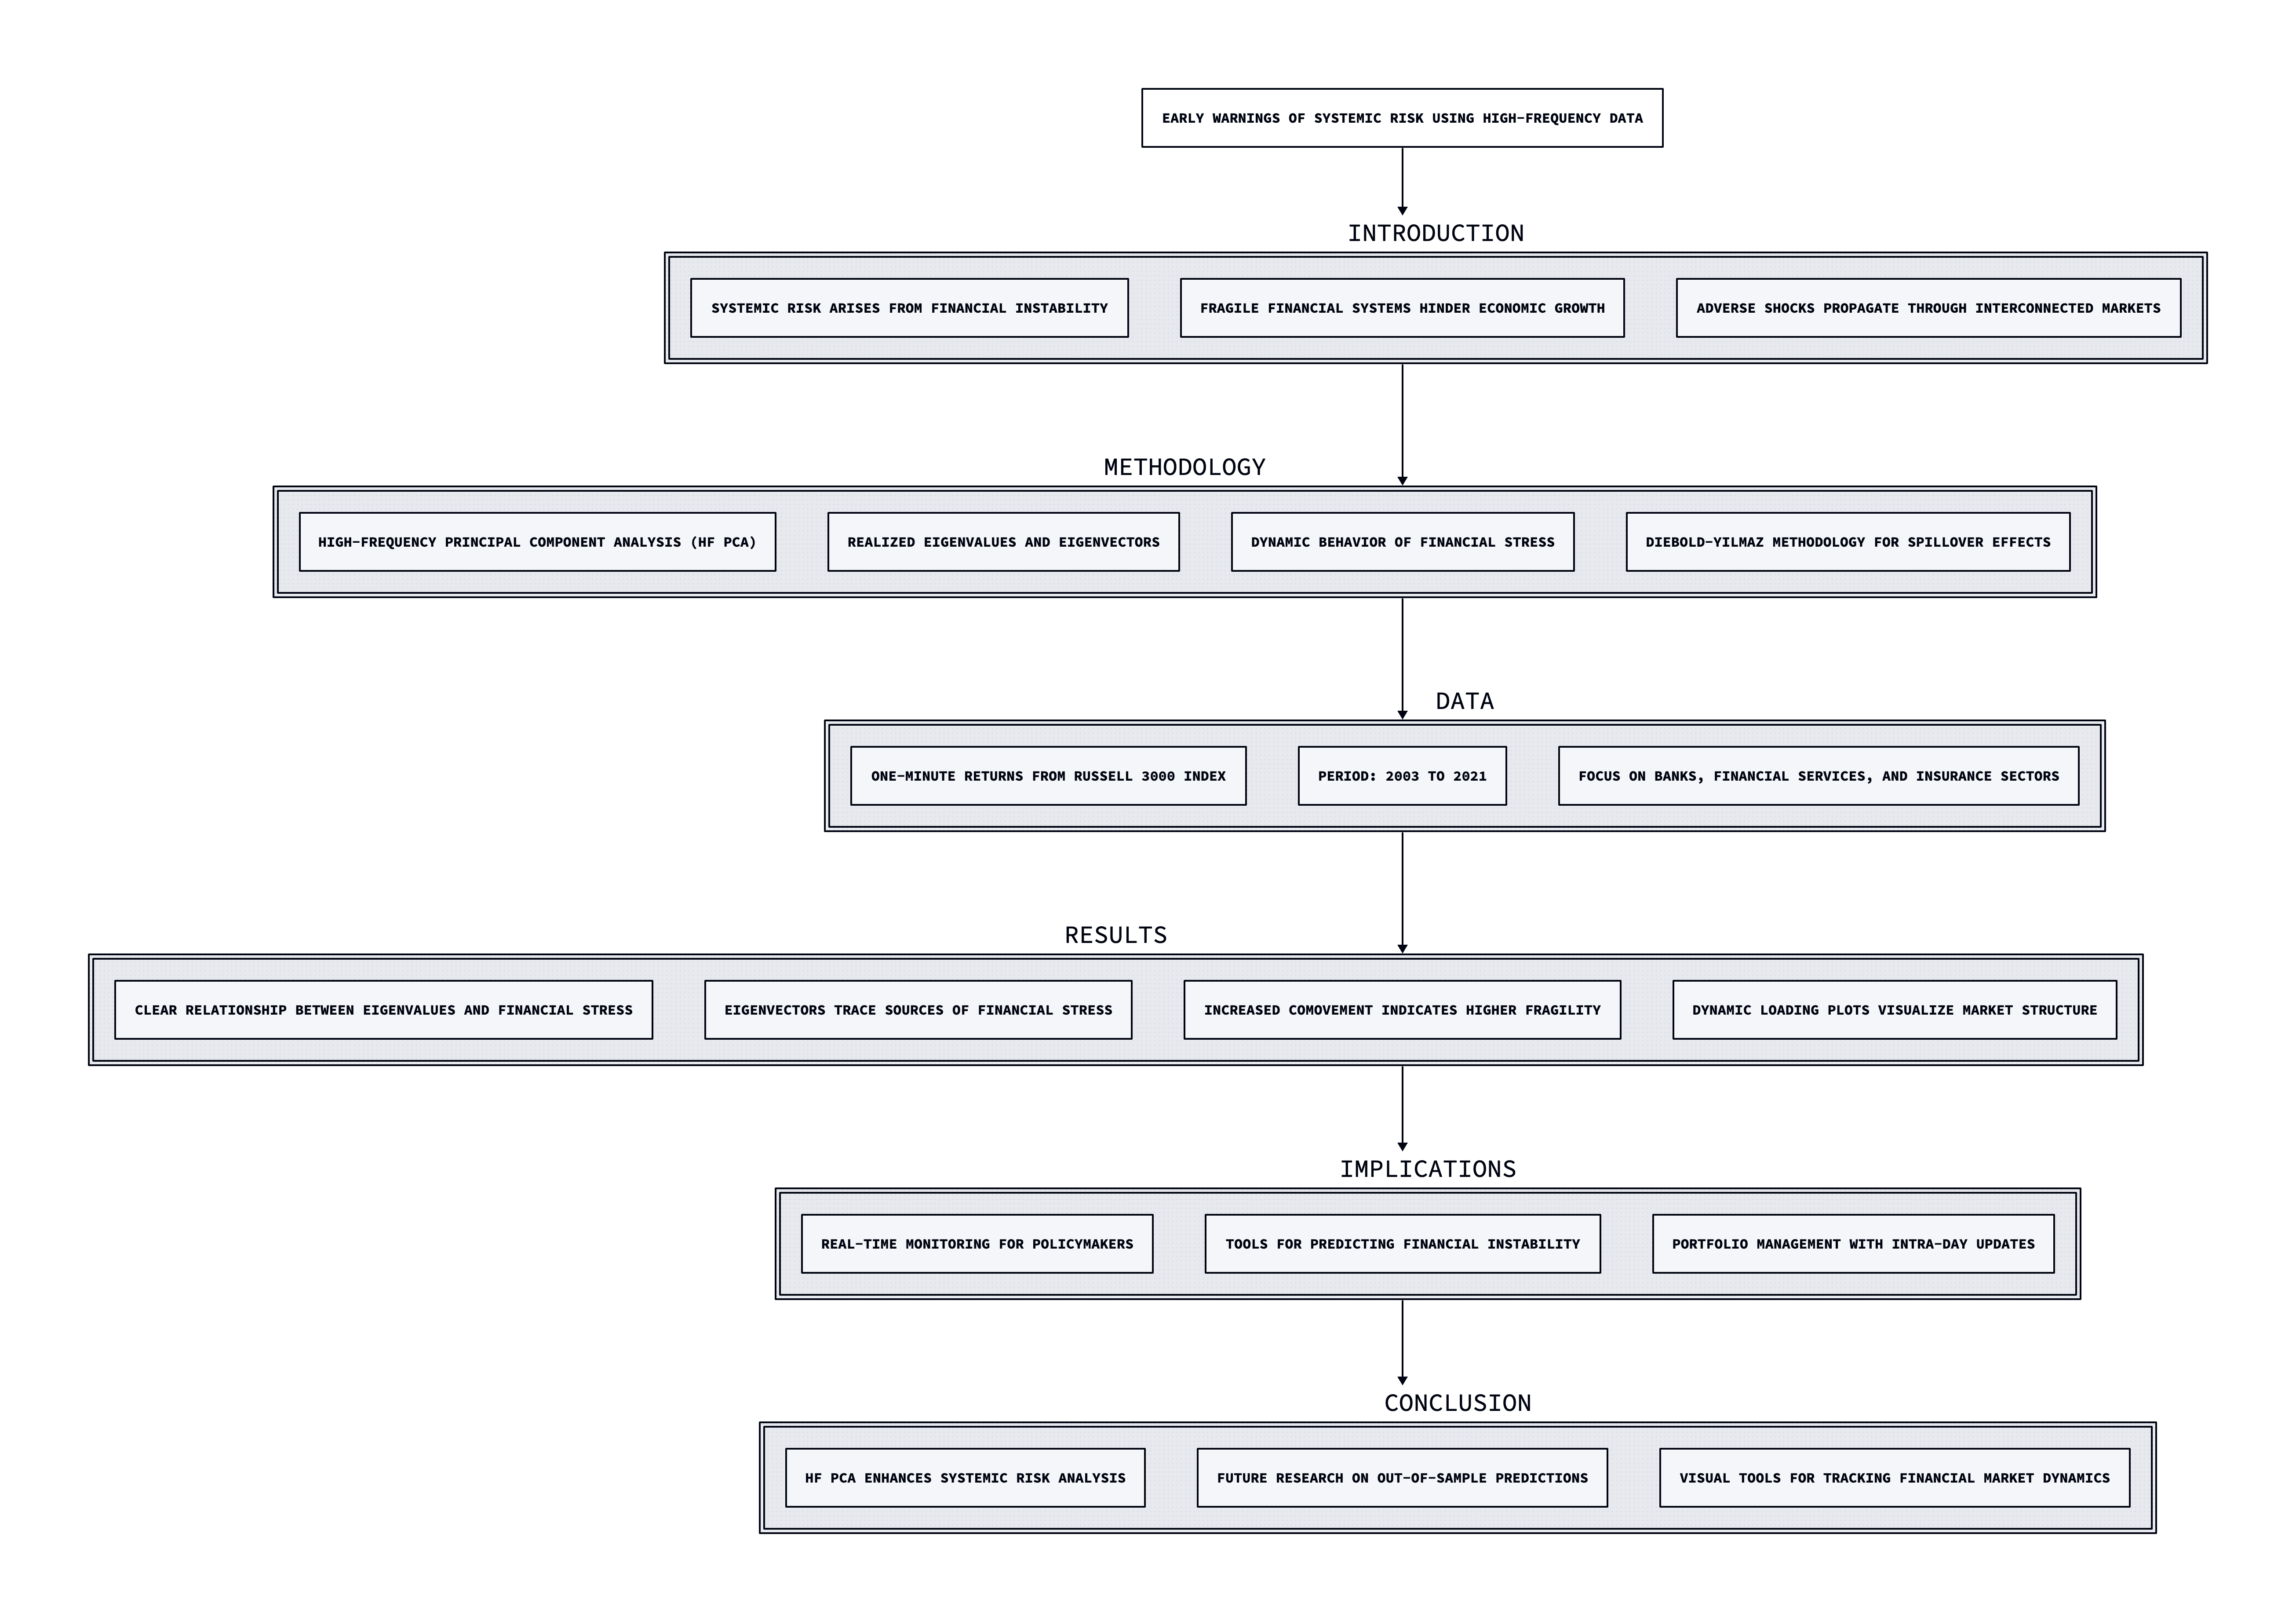 EARLY WARNINGS OF SYSTEMIC RISK USING HIGH-FREQUENCY DATA
INTRODUCTION
SYSTEMIC RISK ARISES FROM FINANCIAL INSTABILITY
FRAGILE FINANCIAL SYSTEMS HINDER ECONOMIC GROWTH
ADVERSE SHOCKS PROPAGATE THROUGH INTERCONNECTED MARKETS
METHODOLOGY
HIGH-FREQUENCY PRINCIPAL COMPONENT ANALYSIS (HF PCA)
REALIZED EIGENVALUES AND EIGENVECTORS
DYNAMIC BEHAVIOR OF FINANCIAL STRESS
DIEBOLD-YILMAZ METHODOLOGY FOR SPILLOVER EFFECTS
DATA
ONE-MINUTE RETURNS FROM RUSSELL 3000 INDEX
PERIOD: 2003 TO 2021
FOCUS ON BANKS, FINANCIAL SERVICES, AND INSURANCE SECTORS
RESULTS
CLEAR RELATIONSHIP BETWEEN EIGENVALUES AND FINANCIAL STRESS
EIGENVECTORS TRACE SOURCES OF FINANCIAL STRESS
INCREASED COMOVEMENT INDICATES HIGHER FRAGILITY
DYNAMIC LOADING PLOTS VISUALIZE MARKET STRUCTURE
IMPLICATIONS
REAL-TIME MONITORING FOR POLICYMAKERS
TOOLS FOR PREDICTING FINANCIAL INSTABILITY
PORTFOLIO MANAGEMENT WITH INTRA-DAY UPDATES
CONCLUSION
HF PCA ENHANCES SYSTEMIC RISK ANALYSIS
FUTURE RESEARCH ON OUT-OF-SAMPLE PREDICTIONS
VISUAL TOOLS FOR TRACKING FINANCIAL MARKET DYNAMICS